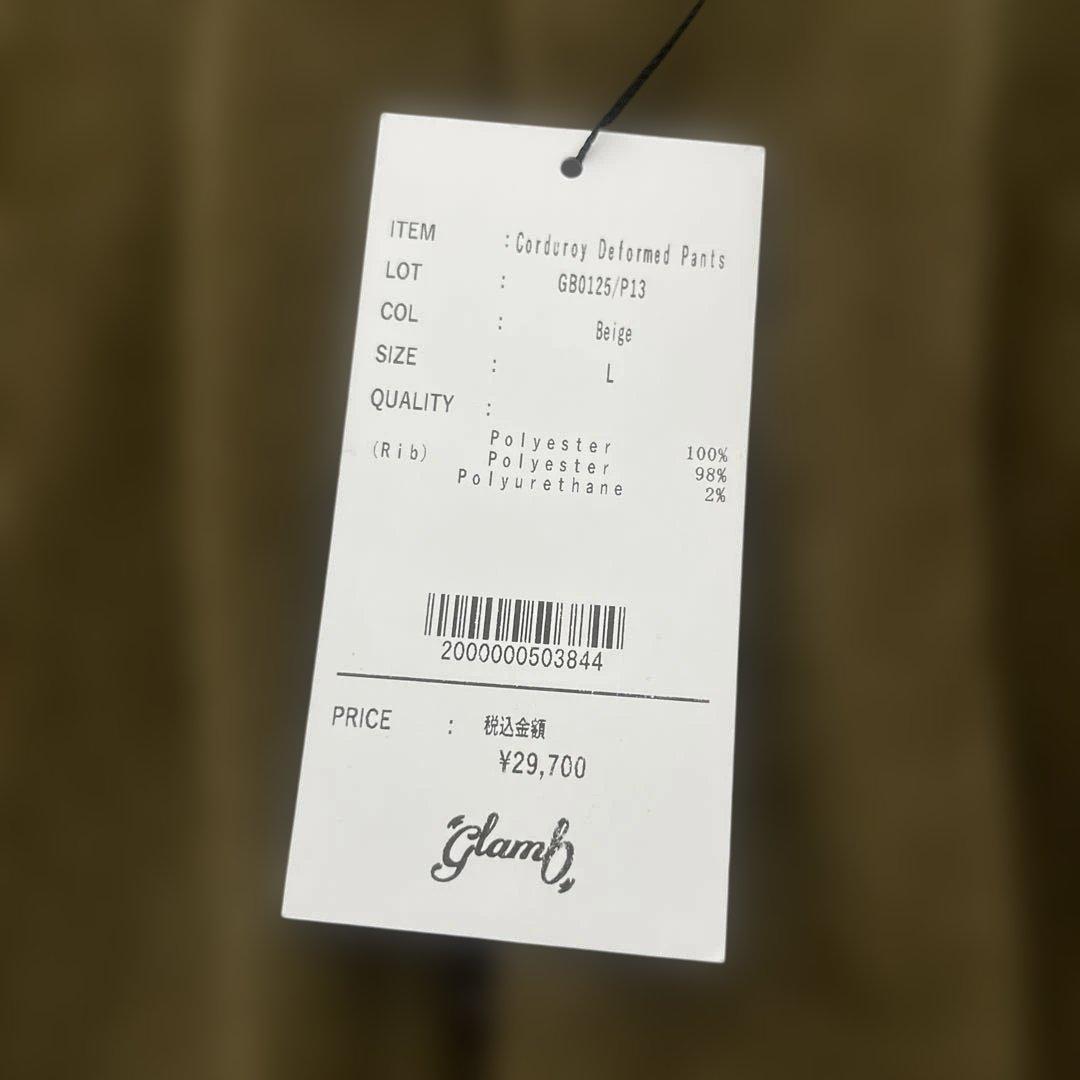 ITEM : Corduroy Deformed Pants
LOT : GB0125/P13
COL : Beige
SIZE : L
QUALITY :
Polyester 100%
(Rib) Polyester 98%
Polyurethane 2%
2000000503844
PRICE : 税込金額
¥29,700
glamb